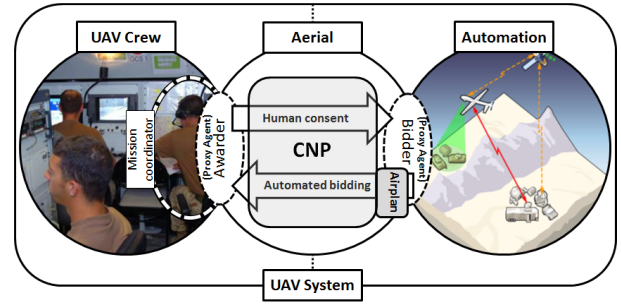 UAV Crew
Aerial
Automation
Mission
coordinator
(Proxy Agent)
Awarder
Human consent
CNP
Automated bidding
(Proxy Agent)
Bidder
Airplan
UAV System